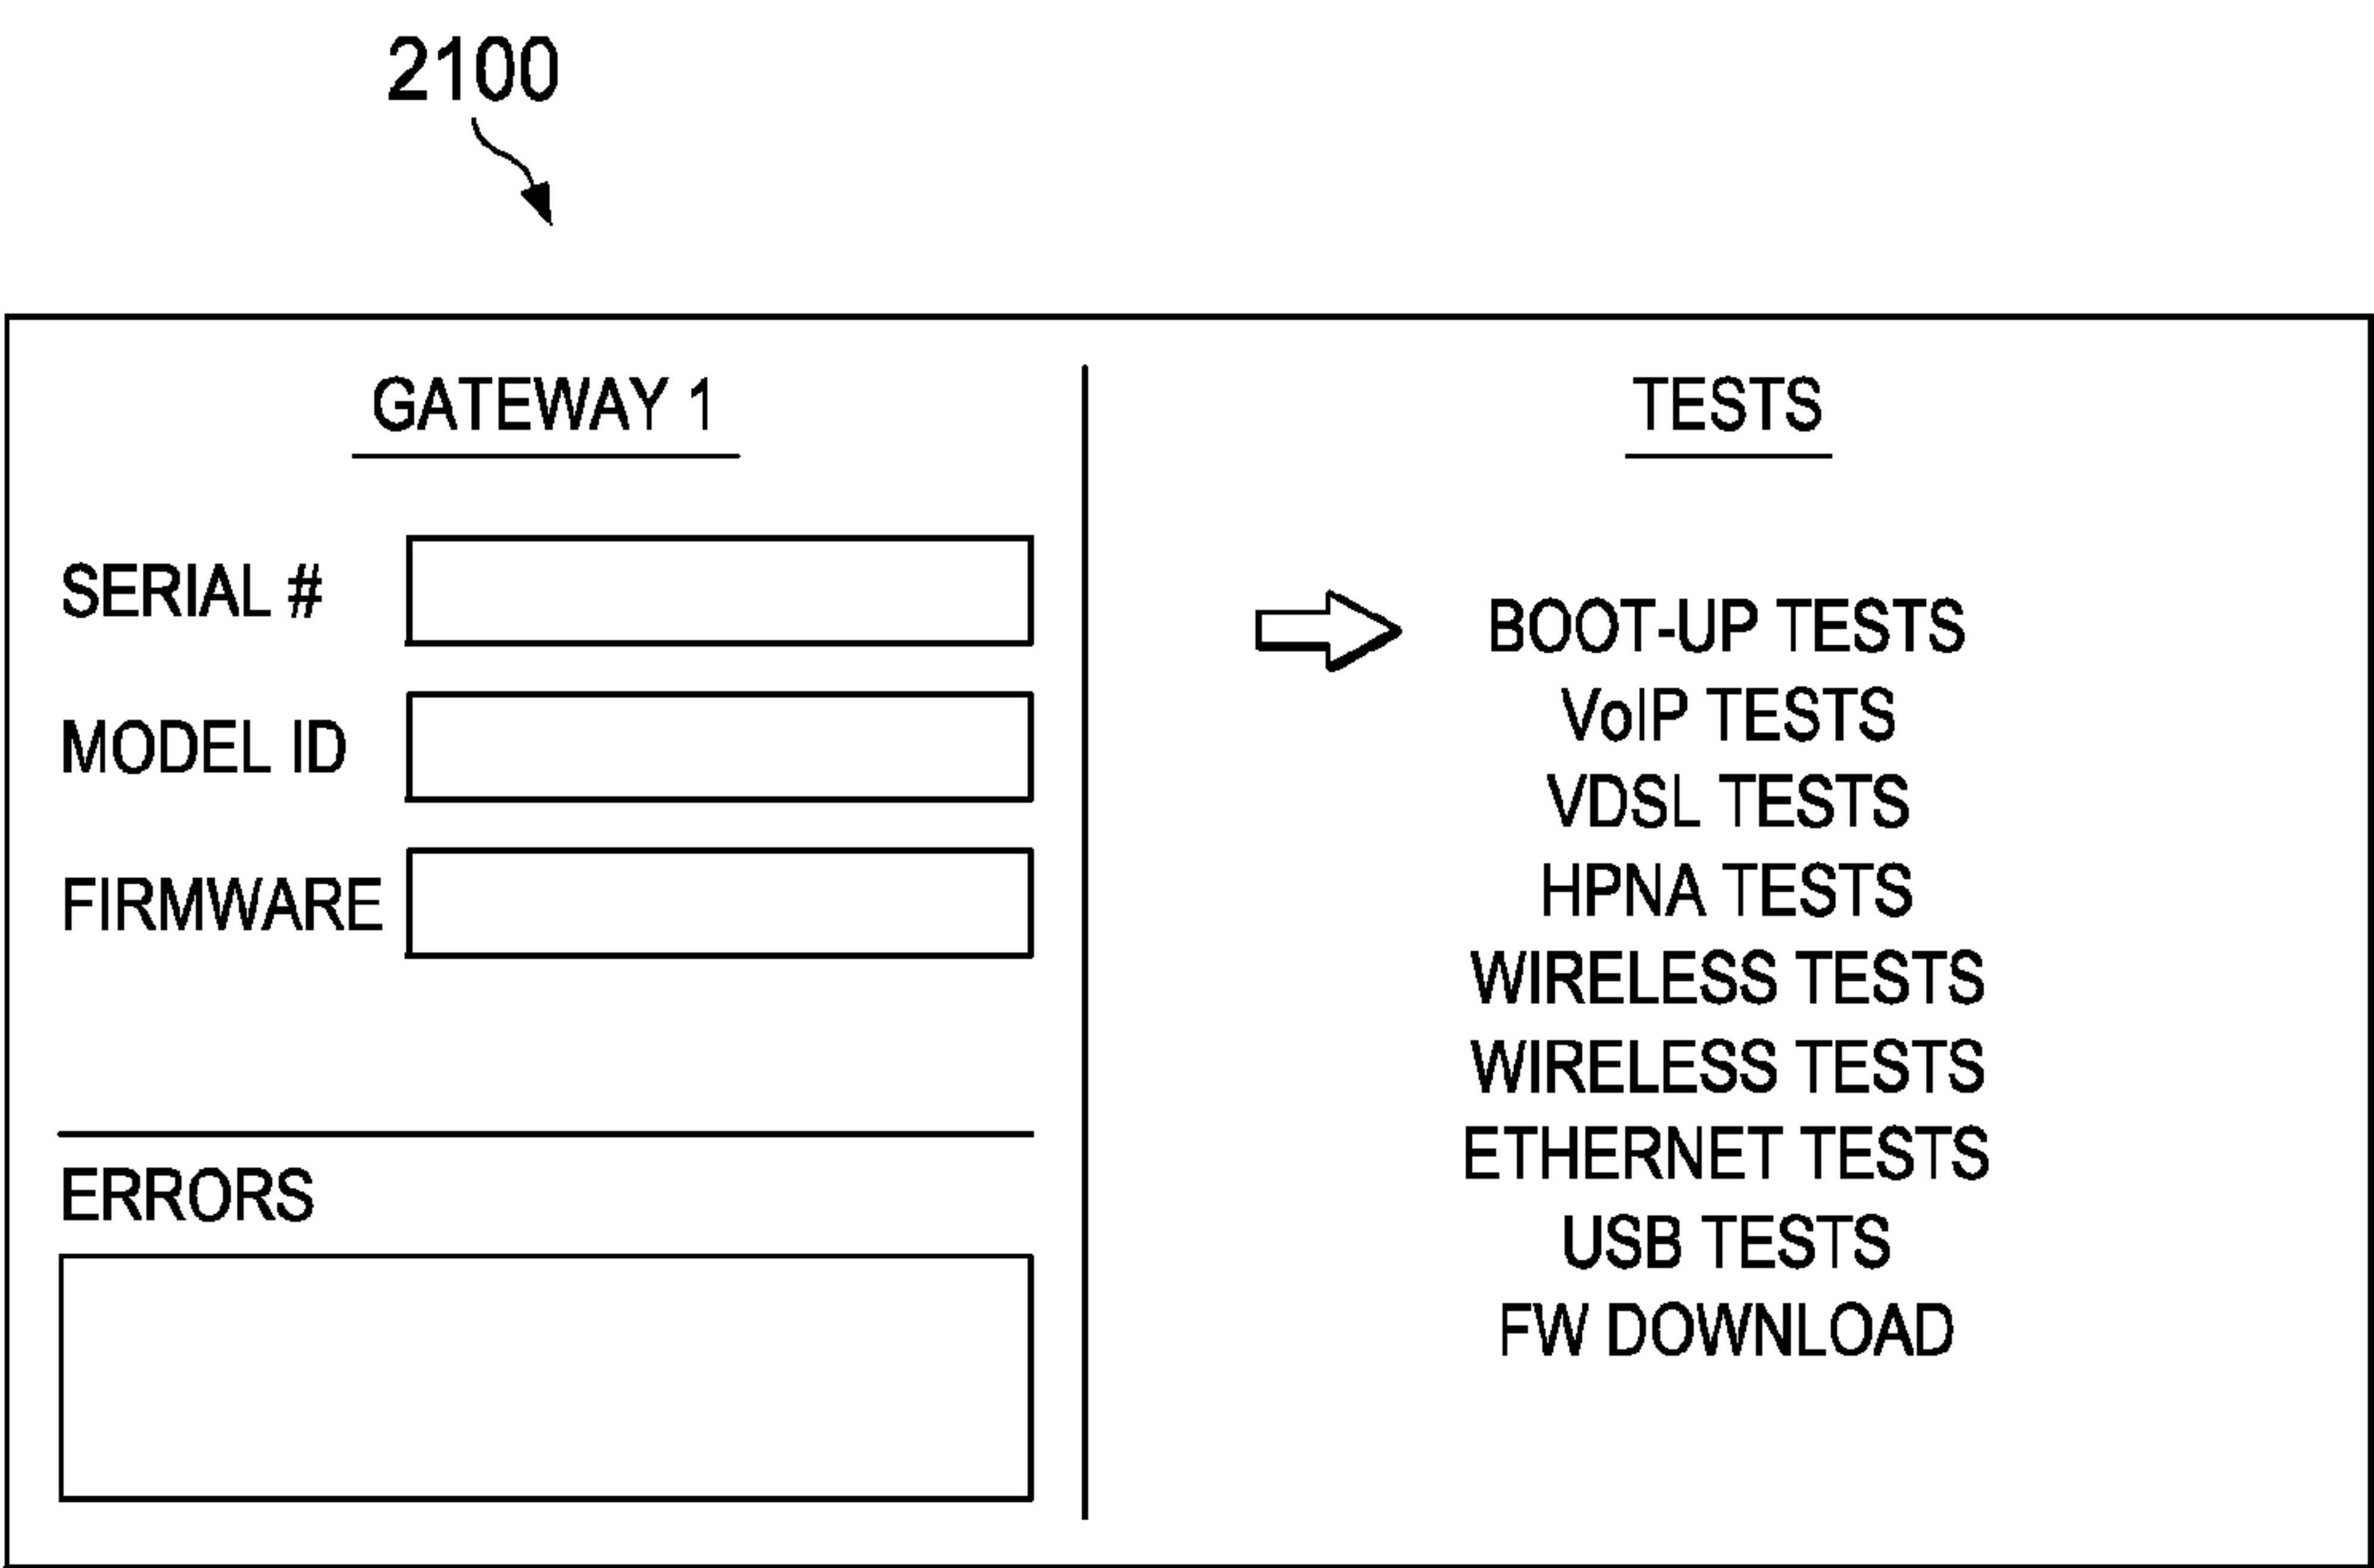 2100
GATEWAY 1
SERIAL #
MODEL ID
FIRMWARE
ERRORS
TESTS
BOOT-UP TESTS
VoIP TESTS
VDSL TESTS
HPNA TESTS
WIRELESS TESTS
WIRELESS TESTS
ETHERNET TESTS
USB TESTS
FW DOWNLOAD